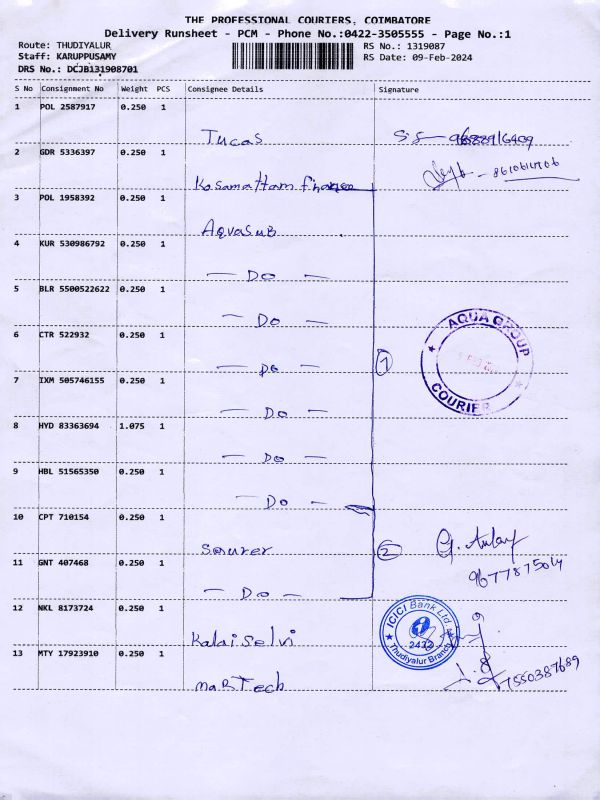 THE PROFESSIONAL COURIERS, COIMBATORE
Delivery Runsheet - PCM - Phone No.:0422-3505555 - Page No.:1
Route: THUDIYALUR
RS No.: 1319087
Staff: KARUPPUSAMY
RS Date: 09-Feb-2024
DRS No.: DCJB131908701
S No Consignment No Weight PCS Consignee Details Signature
1 POL 2587917 0.250 1
Tucas
2 GDR 5336397 0.250 1
Kosamattam
3 POL 1958392 0.250 1
AqvaSub
4 KUR 530986792 0.250 1
— Do —
5 BLR 5500522622 0.250 1
— Do —
6 CTR 522932 0.250 1
— Do — 1
AQUA GROUP
COURIER
7 IXM 505746155 0.250 1
— Do —
8 HYD 83363694 1.075 1
— Do —
9 HBL 51565350 0.250 1
— Do —
10 CPT 710154 0.250 1
2
11 GNT 407468 0.250 1
9677875064
— Do —
12 NKL 8173724 0.250 1
Kalaiselvi
ICICI Bank Ltd
2432
Thudiyalur Branch
13 MTY 17923910 0.250 1
7550387689
maRTech